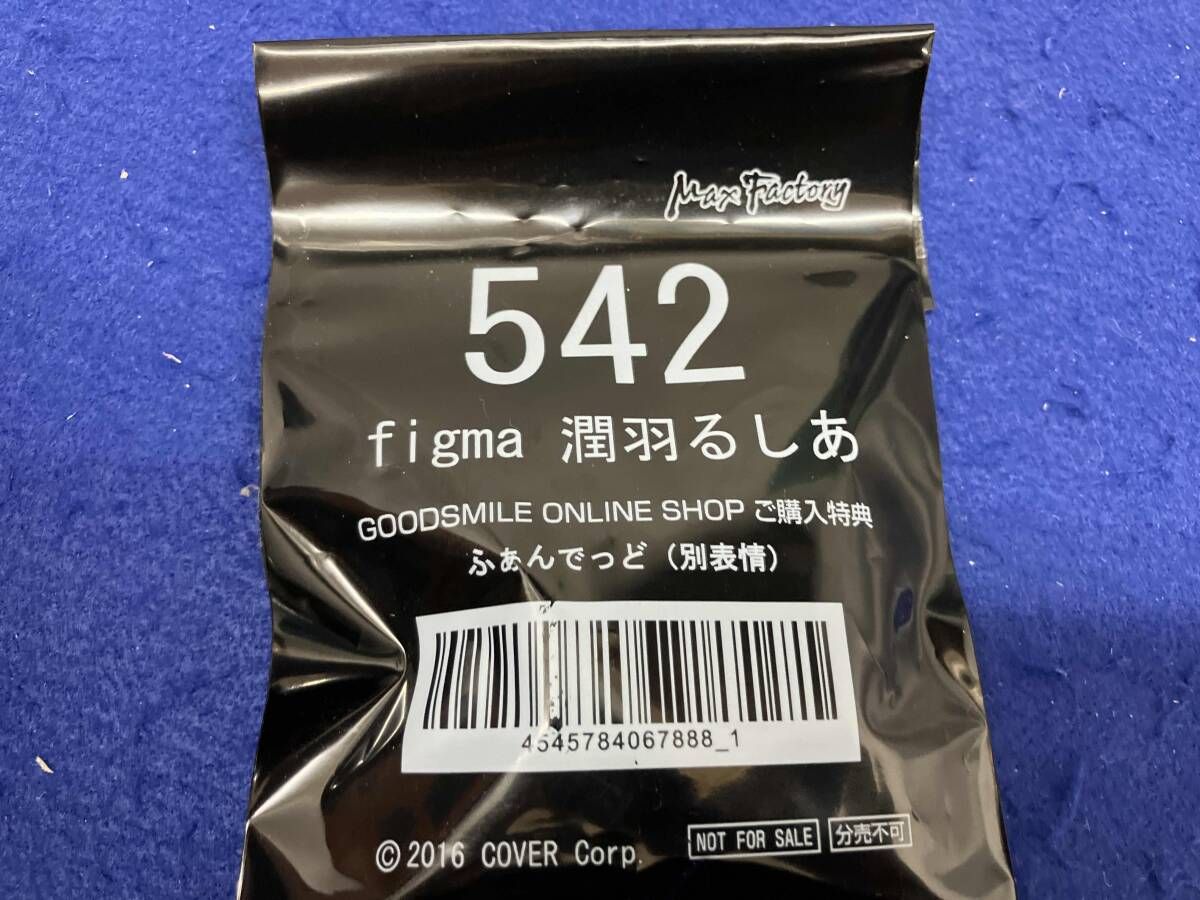 Max Factory
542
figma 潤羽るしあ
GOODSMILE ONLINE SHOP ご購入特典
ふぁんでっど（別表情）
4545784067888_1
© 2016 COVER Corp.
NOT FOR SALE
分売不可